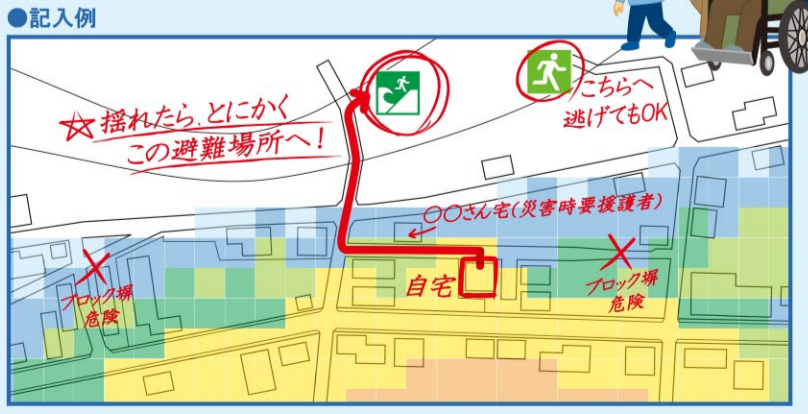 ●記入例
☆揺れたら、とにかく
この避難場所へ!
こちらへ
逃げてもOK
〇〇さん宅(災害時要援護者)
自宅
ブロック塀
危険
ブロック塀
危険